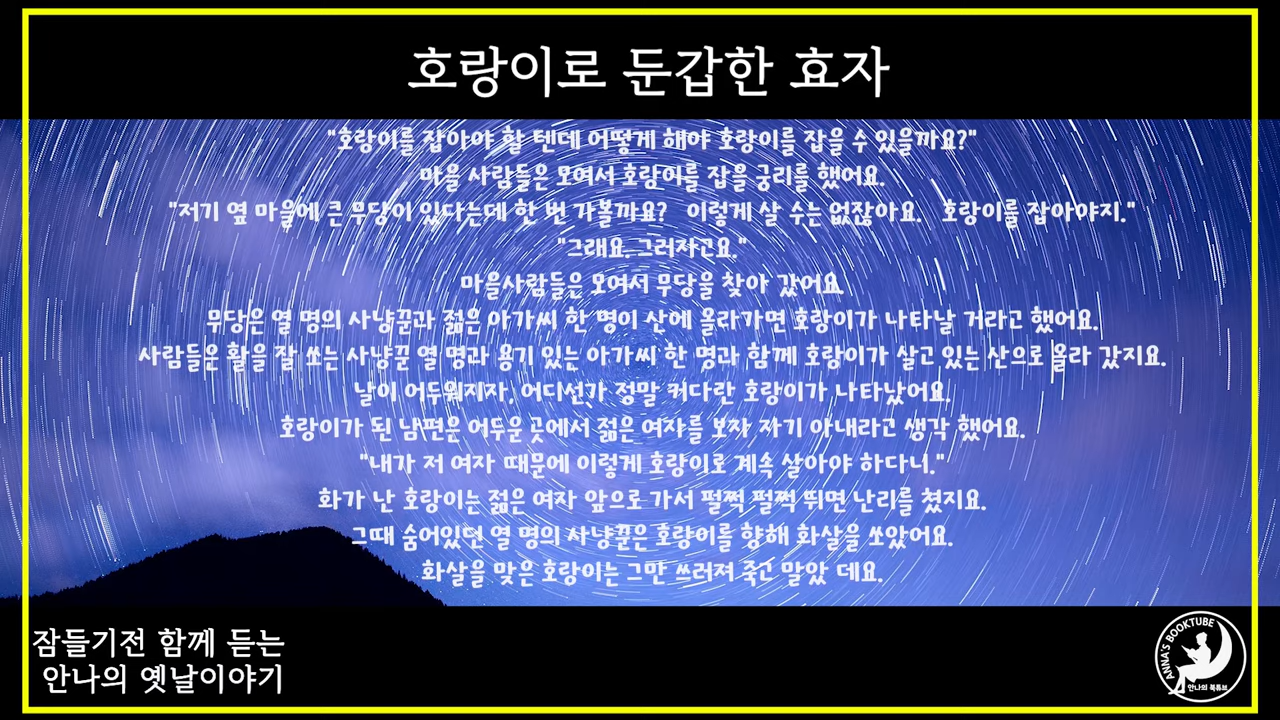 호랑이로 둔갑한 효자
"호랑이를 잡아야 할 텐데 어떻게 해야 호랑이를 잡을 수 있을까요?"
마을 사람들은 모여서 호랑이를 잡을 궁리를 했어요.
"저기 옆 마을에 큰 무당이 있다는데 한 번 가볼까요? 이렇게 살 수는 없잖아요. 호랑이를 잡아야지."
"그래요. 그러자고요."
마을사람들은 모여서 무당을 찾아 갔어요.
무당은 열 명의 사냥꾼과 젊은 아가씨 한 명이 산에 올라가면 호랑이가 나타날 거라고 했어요.
사람들은 활을 잘 쏘는 사냥꾼 열 명과 용기 있는 아가씨 한 명과 함께 호랑이가 살고 있는 산으로 올라 갔지요.
날이 어두워지자, 어디선가 정말 커다란 호랑이가 나타났어요.
호랑이가 된 남편은 어두운 곳에서 젊은 여자를 보자 자기 아내라고 생각 했어요.
"내가 저 여자 때문에 이렇게 호랑이로 계속 살아야 하다니."
화가 난 호랑이는 젊은 여자 앞으로 가서 펄쩍 펄쩍 뛰면 난리를 쳤지요.
그때 숨어있던 열 명의 사냥꾼은 호랑이를 향해 화살을 쏘았어요.
화살을 맞은 호랑이는 그만 쓰러져 죽고 말았 데요.
잠들기전 함께 듣는
안나의 옛날이야기
ANNA'S BOOKTUBE
안나의 북튜브